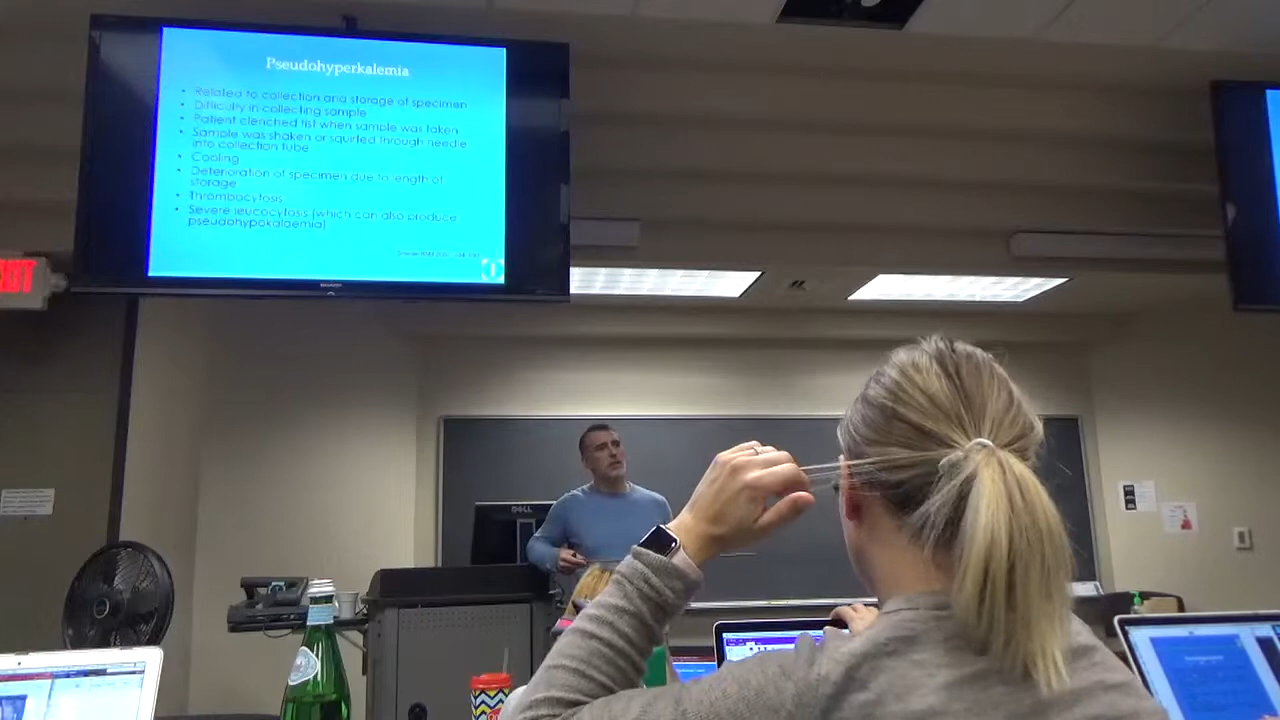 Pseudohyperkalemia
• Related to collection and storage of specimen
• Difficulty in collecting sample
• Patient clenched fist when sample was taken
• Sample was shaken or squirted through needle
into collection tube
• Cooling
• Deterioration of specimen due to length of
storage
• Thrombocytosis
• Severe leucocytosis (which can also produce
pseudohypokalaemia)
SHARP
DELL